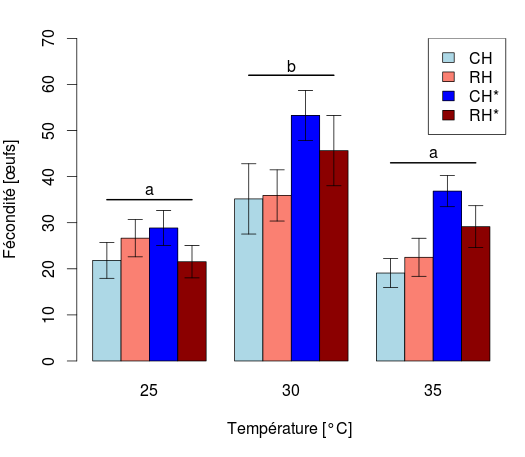 70
60
50
40
30
20
10
0
Fécondité [œufs]
a
b
a
CH
RH
CH*
RH*
25
30
35
Température [°C]